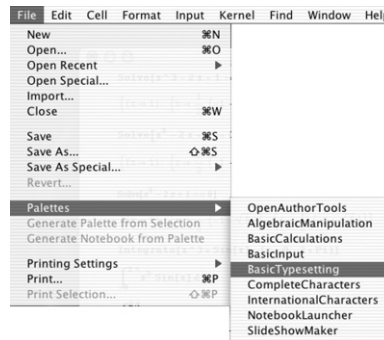 File Edit Cell Format Input Kernel Find Window Hel
New ⌘N
Open... ⌘O
Open Recent ▶
Open Special...
Import...
Close ⌘W
Save ⌘S
Save As... ⇧⌘S
Save As Special... ▶
Revert...
Palettes ▶
Generate Palette from Selection
Generate Notebook from Palette
Printing Settings ▶
Print... ⌘P
Print Selection... ⇧⌘P
OpenAuthorTools
AlgebraicManipulation
BasicCalculations
BasicInput
BasicTypesetting
CompleteCharacters
InternationalCharacters
NotebookLauncher
SlideShowMaker